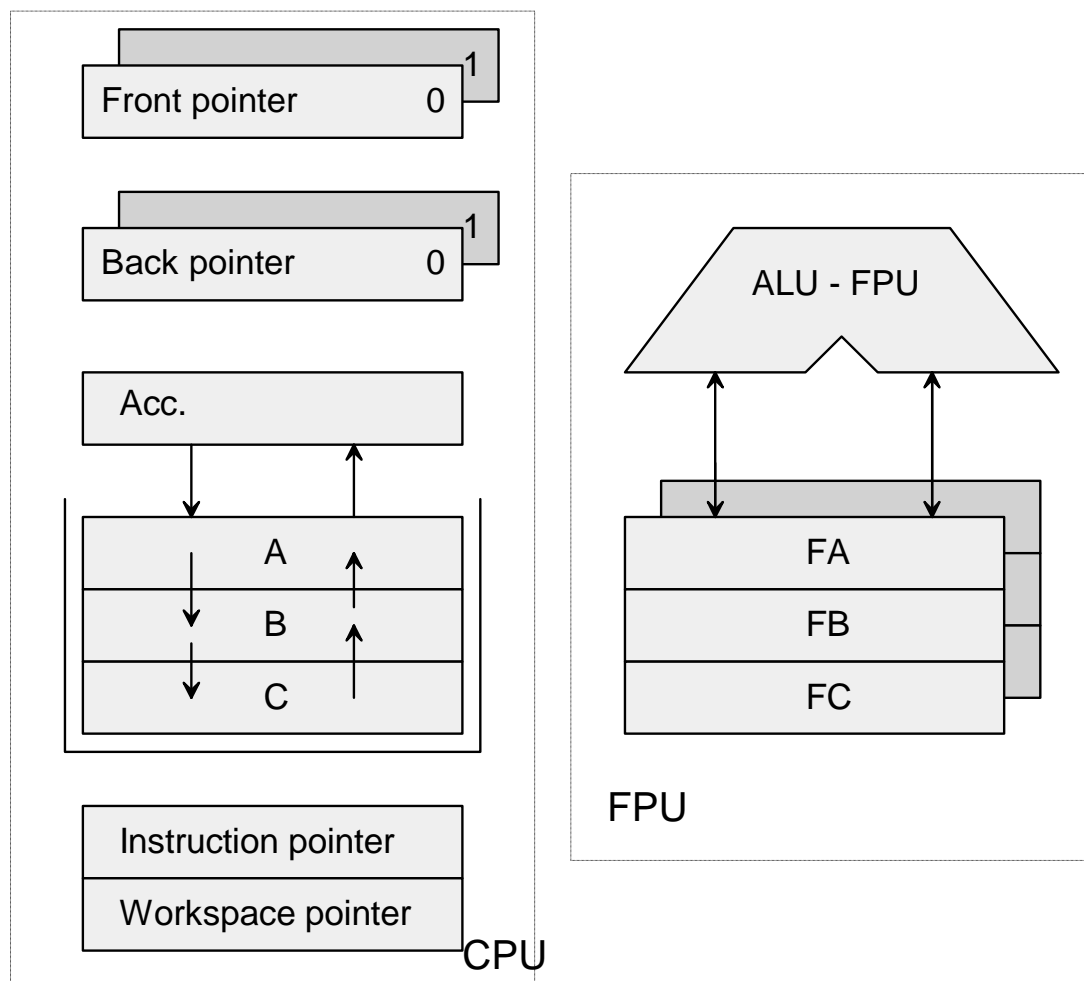 1
Front pointer 0
1
Back pointer 0
Acc.
A
B
C
Instruction pointer
Workspace pointer
CPU
ALU - FPU
FA
FB
FC
FPU